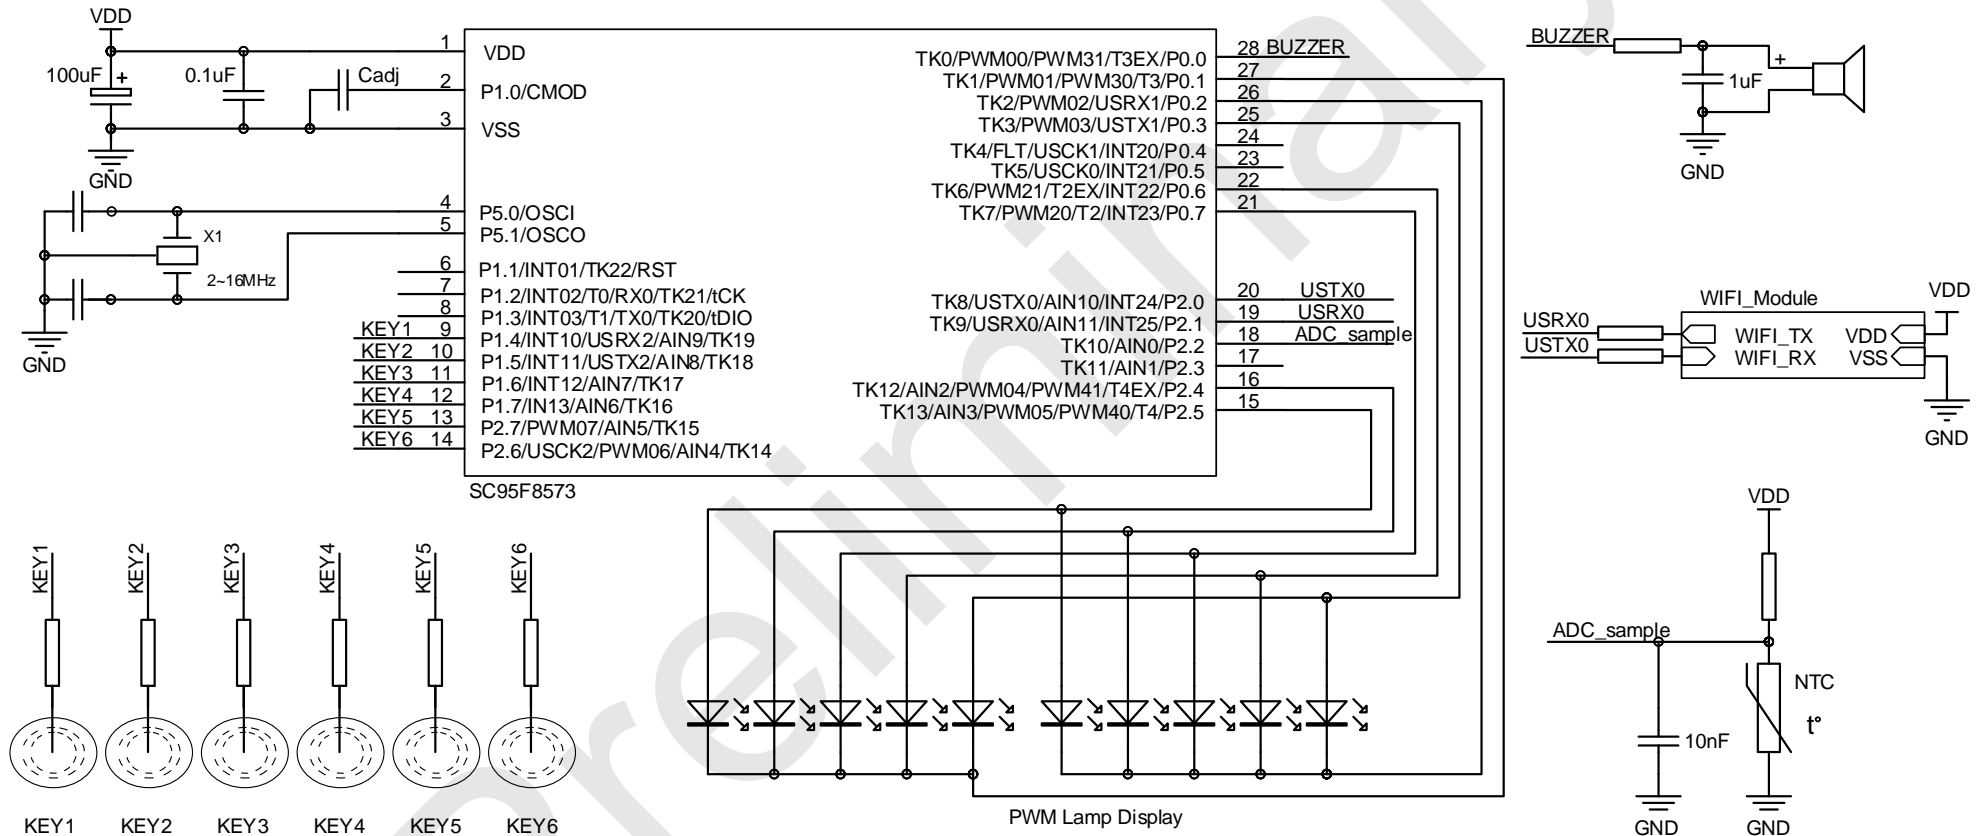 VDD
100uF
+
0.1uF
Cadj
GND
1
2
3
4
5
6
7
8
KEY1 9
KEY2 10
KEY3 11
KEY4 12
KEY5 13
KEY6 14
X1
2~16MHz
GND
VDD
P1.0/CMOD
VSS
P5.0/OSCI
P5.1/OSCO
P1.1/INT01/TK22/RST
P1.2/INT02/T0/RX0/TK21/tCK
P1.3/INT03/T1/TX0/TK20/tDIO
P1.4/INT10/USRX2/AIN9/TK19
P1.5/INT11/USTX2/AIN8/TK18
P1.6/INT12/AIN7/TK17
P1.7/IN13/AIN6/TK16
P2.7/PWM07/AIN5/TK15
P2.6/USCK2/PWM06/AIN4/TK14
SC95F8573
TK0/PWM00/PWM31/T3EX/P0.0
TK1/PWM01/PWM30/T3/P0.1
TK2/PWM02/USRX1/P0.2
TK3/PWM03/USTX1/P0.3
TK4/FLT/USCK1/INT20/P0.4
TK5/USCK0/INT21/P0.5
TK6/PWM21/T2EX/INT22/P0.6
TK7/PWM20/T2/INT23/P0.7
TK8/USTX0/AIN10/INT24/P2.0
TK9/USRX0/AIN11/INT25/P2.1
TK10/AIN0/P2.2
TK11/AIN1/P2.3
TK12/AIN2/PWM04/PWM41/T4EX/P2.4
TK13/AIN3/PWM05/PWM40/T4/P2.5
28 BUZZER
27
26
25
24
23
22
21
20 USTX0
19 USRX0
18 ADC_sample
17
16
15
BUZZER
+
1uF
GND
WIFI_Module
VDD
USRX0
USTX0
WIFI_TX
WIFI_RX
VDD
VSS
GND
VDD
ADC_sample
NTC
t°
10nF
GND
GND
KEY1
KEY2
KEY3
KEY4
KEY5
KEY6
KEY1
KEY2
KEY3
KEY4
KEY5
KEY6
PWM Lamp Display
Preliminary